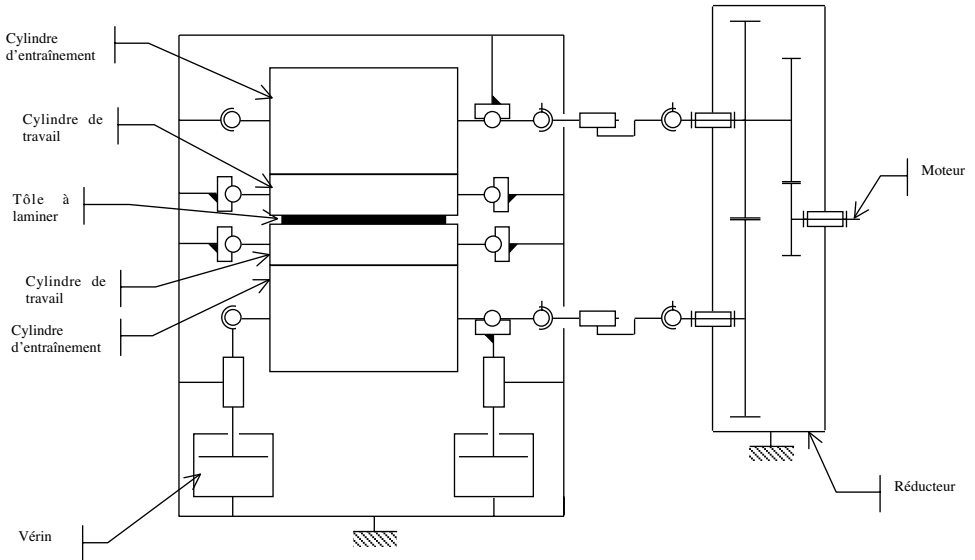 Cylindre
d'entraînement
Cylindre de
travail
Tôle à
laminer
Cylindre de
travail
Cylindre
d'entraînement
Vérin
Moteur
Réducteur